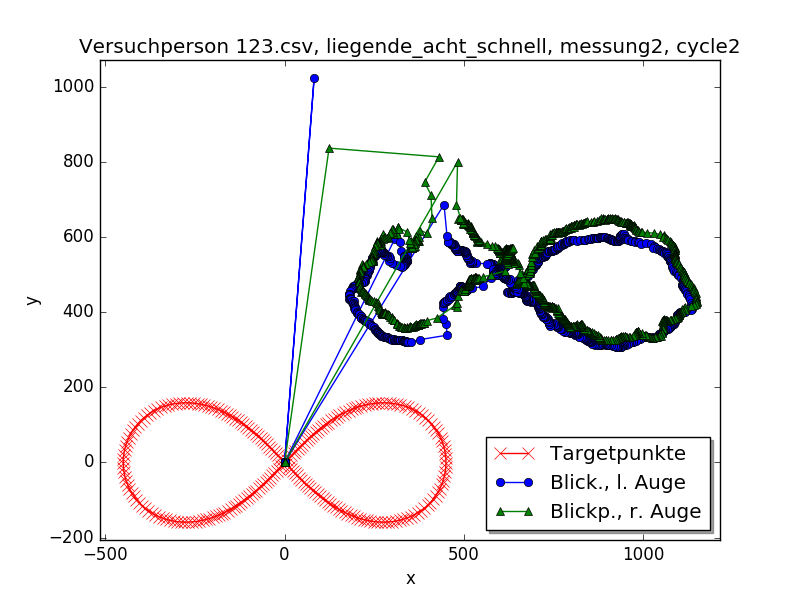 Versuchperson 123.csv, liegende_acht_schnell, messung2, cycle2
1000
800
600
400
200
0
−200
y
−500
0
500
1000
x
Targetpunkte
Blick., l. Auge
Blickp., r. Auge